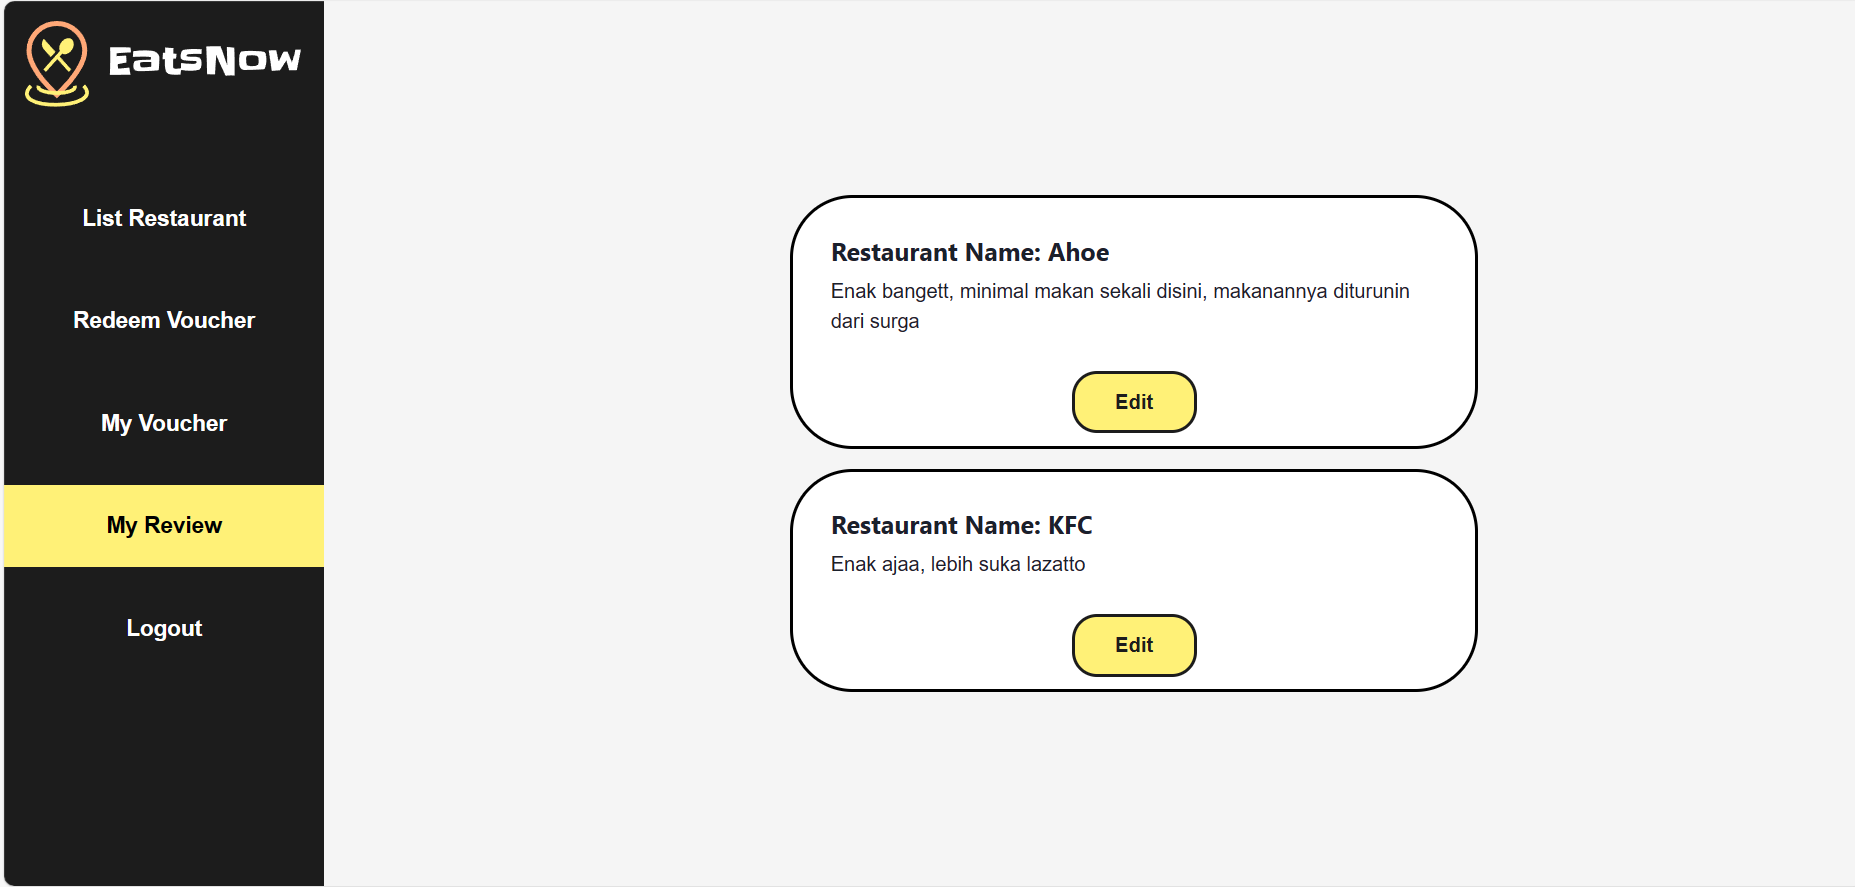 EatsNow
List Restaurant
Redeem Voucher
My Voucher
My Review
Logout
Restaurant Name: Ahoe
Enak bangett, minimal makan sekali disini, makanannya diturunin
dari surga
Edit
Restaurant Name: KFC
Enak ajaa, lebih suka lazatto
Edit